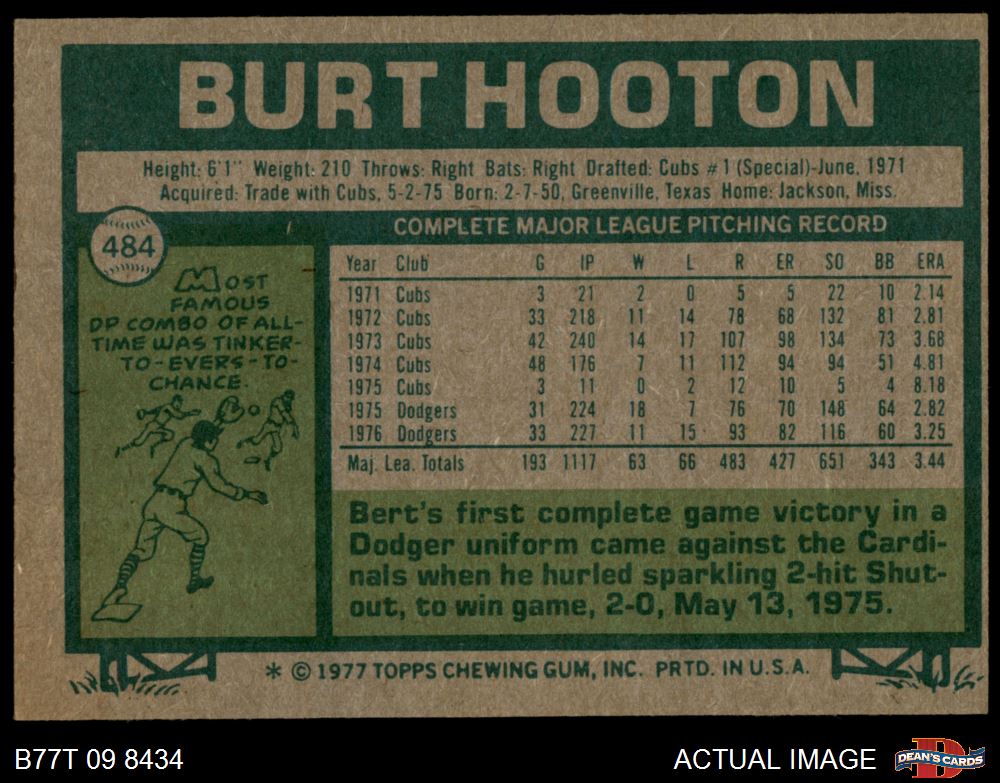 BURT HOOTON
Height: 6'1" Weight: 210 Throws: Right Bats: Right Drafted: Cubs #1 (Special)-June, 1971
Acquired: Trade with Cubs, 5-2-75 Born: 2-7-50, Greenville, Texas Home: Jackson, Miss.
484
MOST
FAMOUS
DP COMBO OF ALL-
TIME WAS TINKER-
TO-EVERS-TO-
CHANCE.
COMPLETE MAJOR LEAGUE PITCHING RECORD
Year Club G IP W L R ER SO BB ERA
1971 Cubs 3 21 2 0 5 5 22 10 2.14
1972 Cubs 33 218 11 14 78 68 132 81 2.81
1973 Cubs 42 240 14 17 107 98 134 73 3.68
1974 Cubs 48 176 7 11 112 94 94 51 4.81
1975 Cubs 3 11 0 2 12 10 5 4 8.18
1975 Dodgers 31 224 18 7 76 70 148 64 2.82
1976 Dodgers 33 227 11 15 93 82 116 60 3.25
Maj. Lea. Totals 193 1117 63 66 483 427 651 343 3.44
Bert's first complete game victory in a
Dodger uniform came against the Cardi-
nals when he hurled sparkling 2-hit Shut-
out, to win game, 2-0, May 13, 1975.
* © 1977 TOPPS CHEWING GUM, INC. PRTD. IN U.S.A.
B77T 09 8434
ACTUAL IMAGE
D
DEAN'S CARDS